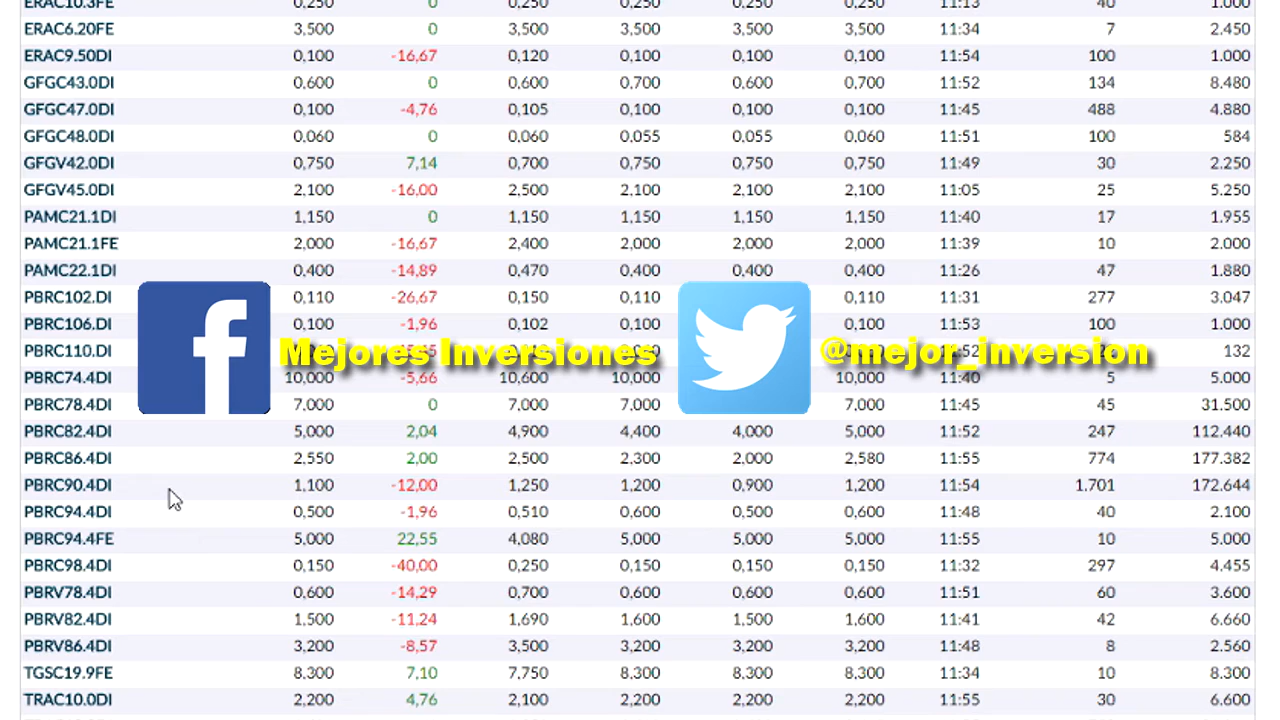 ERAC10.3FE 0,250 0 0,250 0,250 0,250 0,250 11:13 40 1.000
ERAC6.20FE 3,500 0 3,500 3,500 3,500 3,500 11:34 7 2.450
ERAC9.50DI 0,100 -16,67 0,120 0,100 0,100 0,100 11:54 100 1.000
GFGC43.0DI 0,600 0 0,600 0,700 0,600 0,700 11:52 134 8.480
GFGC47.0DI 0,100 -4,76 0,105 0,100 0,100 0,100 11:45 488 4.880
GFGC48.0DI 0,060 0 0,060 0,055 0,055 0,060 11:51 100 584
GFGV42.0DI 0,750 7,14 0,700 0,750 0,750 0,750 11:49 30 2.250
GFGV45.0DI 2,100 -16,00 2,500 2,100 2,100 2,100 11:05 25 5.250
PAMC21.1DI 1,150 0 1,150 1,150 1,150 1,150 11:40 17 1.955
PAMC21.1FE 2,000 -16,67 2,400 2,000 2,000 2,000 11:39 10 2.000
PAMC22.1DI 0,400 -14,89 0,470 0,400 0,400 0,400 11:26 47 1.880
PBRC102.DI 0,110 -26,67 0,150 0,110 0,110 11:31 277 3.047
PBRC106.DI 0,100 -1,96 0,102 0,100 0,100 11:53 100 1.000
PBRC110.DI 132
Mejores Inversiones @mejor_inversion
PBRC74.4DI 10,000 -5,66 10,600 10,000 10,000 11:40 5 5.000
PBRC78.4DI 7,000 0 7,000 7,000 7,000 11:45 45 31.500
PBRC82.4DI 5,000 2,04 4,900 4,400 4,000 5,000 11:52 247 112.440
PBRC86.4DI 2,550 2,00 2,500 2,300 2,000 2,580 11:55 774 177.382
PBRC90.4DI 1,100 -12,00 1,250 1,200 0,900 1,200 11:54 1.701 172.644
PBRC94.4DI 0,500 -1,96 0,510 0,600 0,500 0,600 11:48 40 2.100
PBRC94.4FE 5,000 22,55 4,080 5,000 5,000 5,000 11:55 10 5.000
PBRC98.4DI 0,150 -40,00 0,250 0,150 0,150 0,150 11:32 297 4.455
PBRV78.4DI 0,600 -14,29 0,700 0,600 0,600 0,600 11:51 60 3.600
PBRV82.4DI 1,500 -11,24 1,690 1,600 1,500 1,600 11:41 42 6.660
PBRV86.4DI 3,200 -8,57 3,500 3,200 3,200 3,200 11:48 8 2.560
TGSC19.9FE 8,300 7,10 7,750 8,300 8,300 8,300 11:34 10 8.300
TRAC10.0DI 2,200 4,76 2,100 2,200 2,200 2,200 11:55 30 6.600